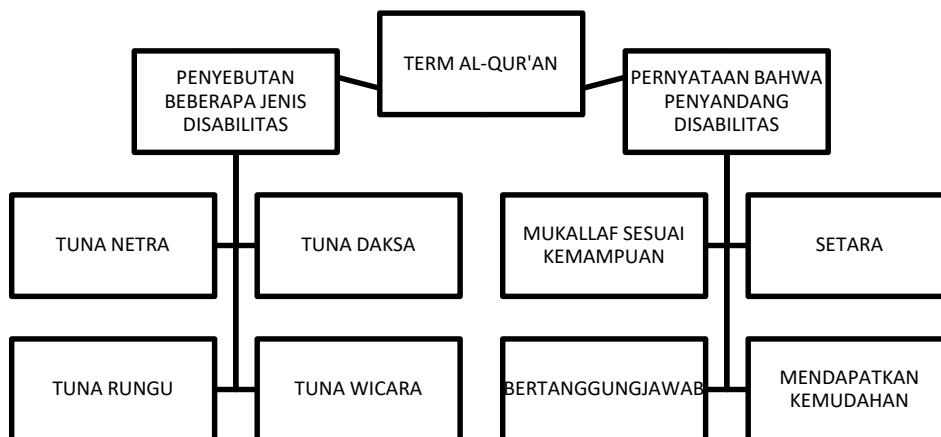 TERM AL-QUR'AN
PENYEBUTAN
BEBERAPA JENIS
DISABILITAS
PERNYATAAN BAHWA
PENYANDANG
DISABILITAS
TUNA NETRA
TUNA DAKSA
MUKALLAF SESUAI
KEMAMPUAN
SETARA
TUNA RUNGU
TUNA WICARA
BERTANGGUNGJAWAB
MENDAPATKAN
KEMUDAHAN